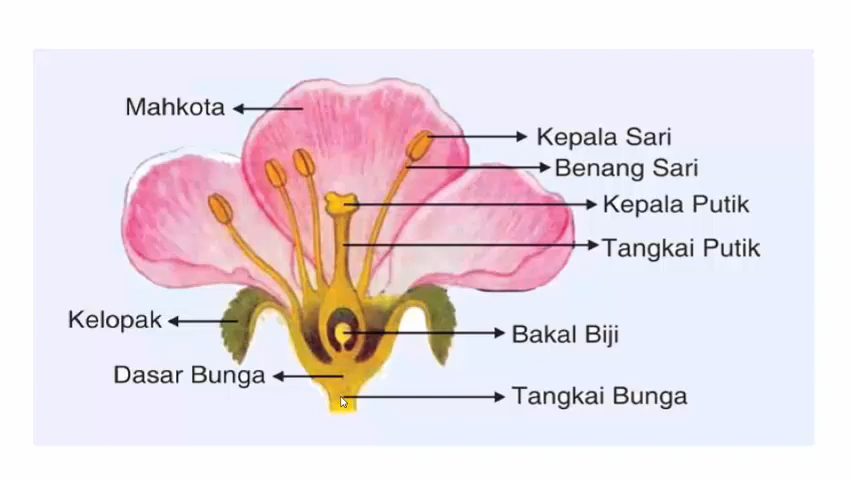 Mahkota
Kepala Sari
Benang Sari
Kepala Putik
Tangkai Putik
Kelopak
Bakal Biji
Dasar Bunga
Tangkai Bunga